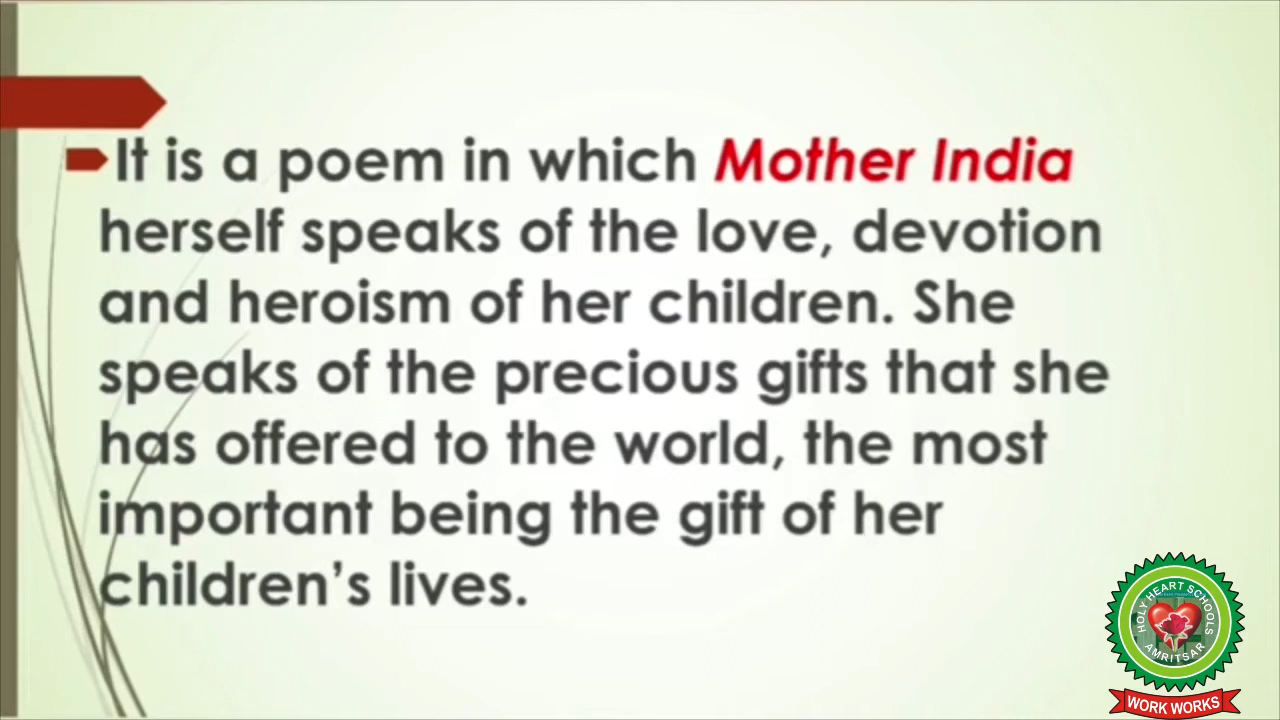 It is a poem in which Mother India
herself speaks of the love, devotion
and heroism of her children. She
speaks of the precious gifts that she
has offered to the world, the most
important being the gift of her
children's lives.
HOLY HEART SCHOOLS
AMRITSAR
WORK WORKS